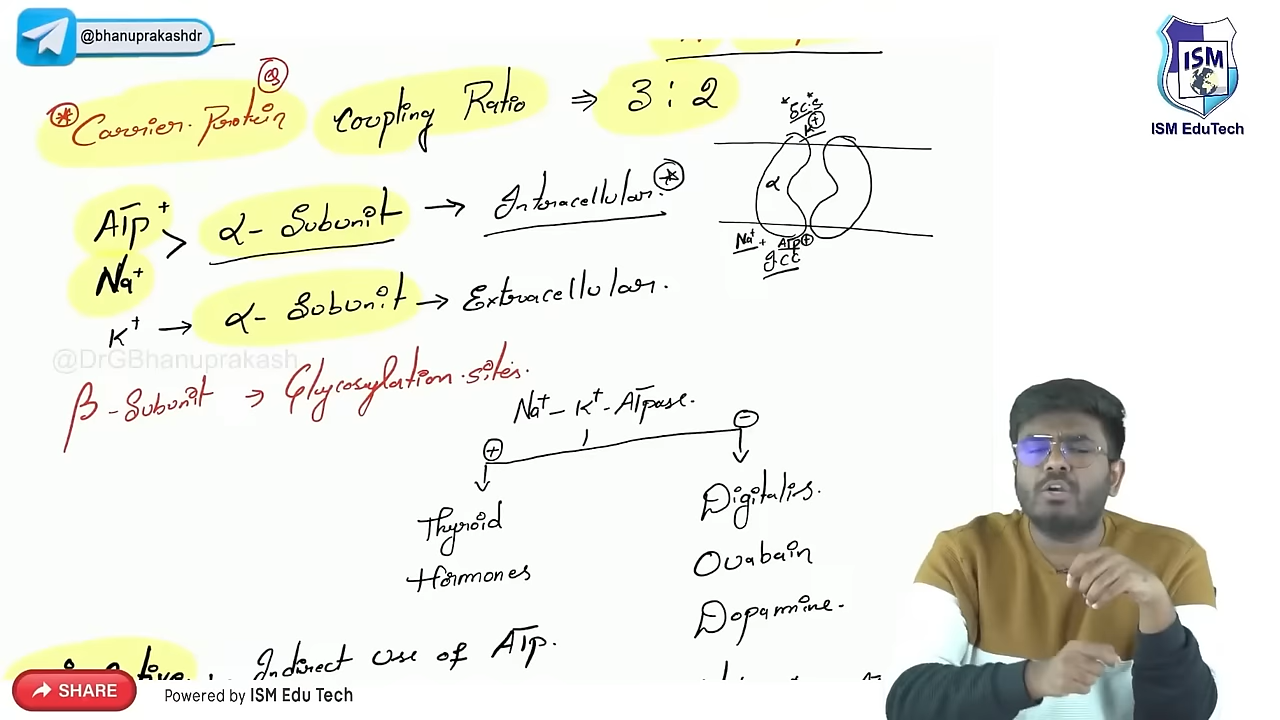 @bhanuprakashdr
ISM
ISM EduTech
Carrier Protein Coupling Ratio ⇒ 3 : 2
ATP +
Na+ > α - Subunit → Intracellular
K+ → α - Subunit → Extracellular.
@DrGBhanuprakash
β - Subunit → Glycosylation sites.
K+
α
Na+ + ATP
Na+ - K+ - ATpase.
+ -
Thyroid
Hormones
Digitalis.
Ouabain
Dopamine.
Indirect use of ATP.
SHARE
Powered by ISM Edu Tech